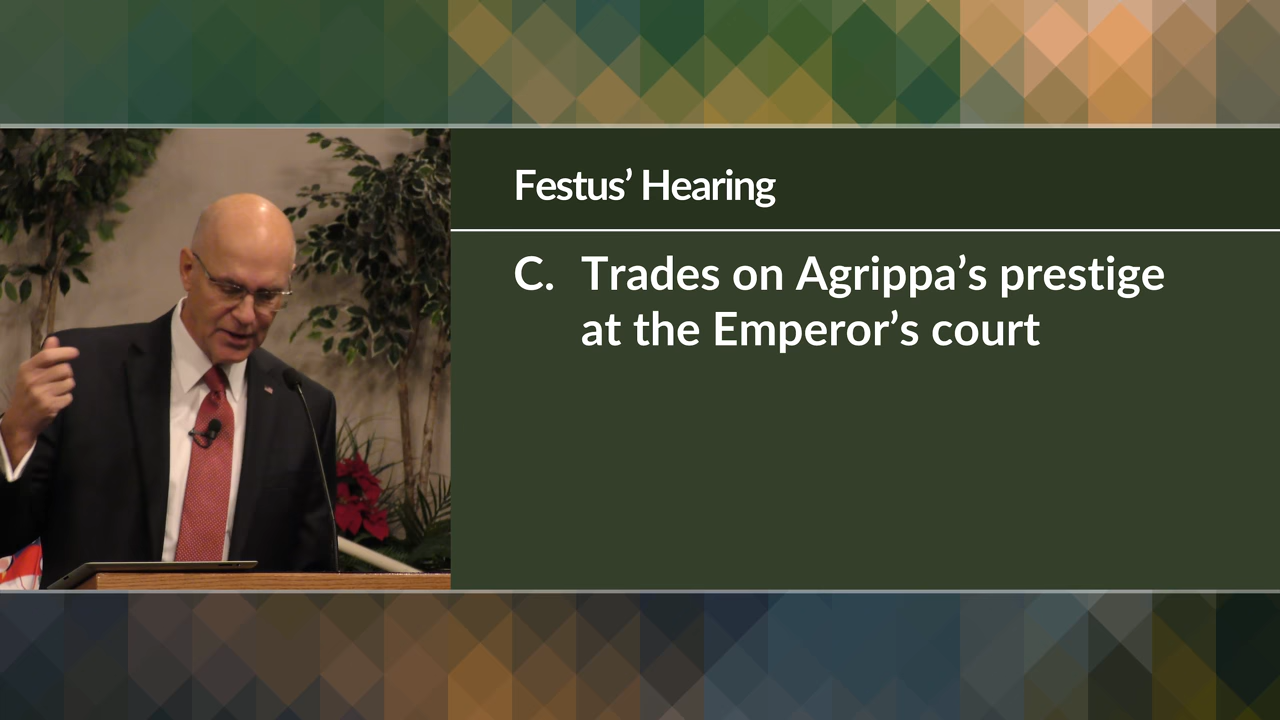 Festus’ Hearing
C. Trades on Agrippa’s prestige
at the Emperor’s court